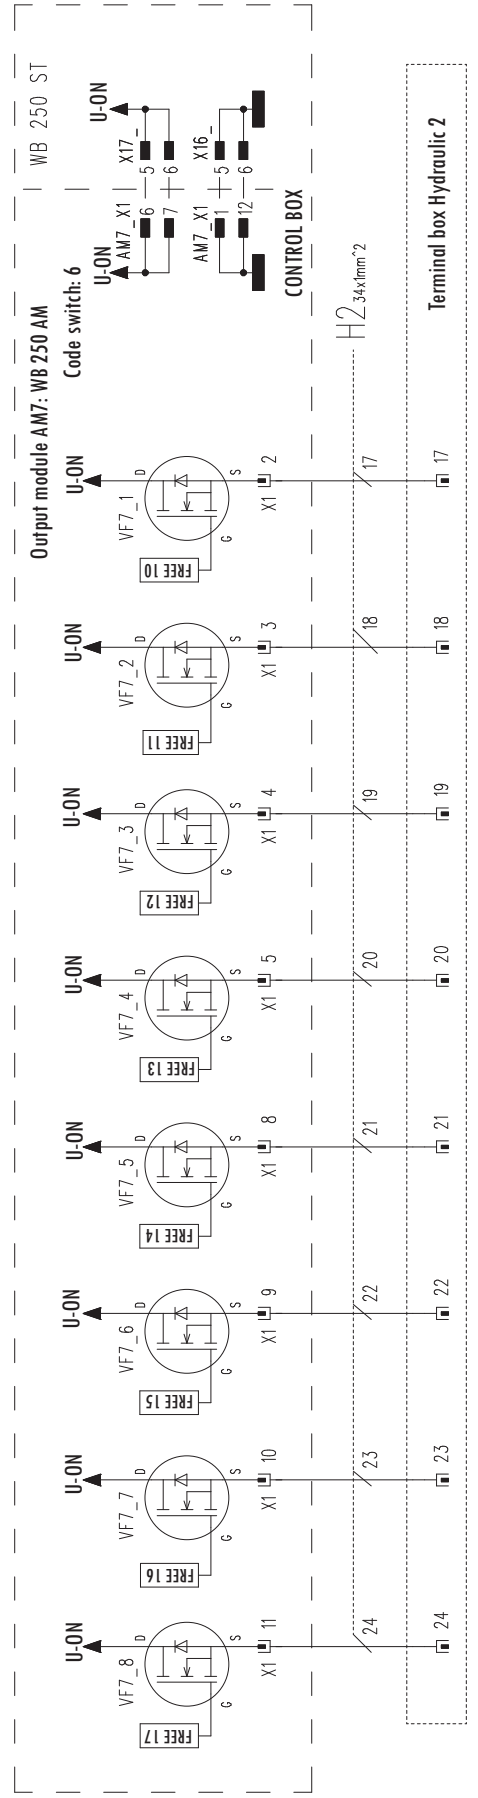 WB 250 ST
U-ON
X17_
5
6
X16_
5
6
U-ON
AM7_X1
6
7
AM7_X1
1
12
CONTROL BOX
Output module AM7: WB 250 AM
Code switch: 6
H2 34x1mm^2
Terminal box Hydraulic 2
U-ON
VF7_1
D
S
G
FREE 10
X1
2
17
17
U-ON
VF7_2
D
S
G
FREE 11
X1
3
18
18
U-ON
VF7_3
D
S
G
FREE 12
X1
4
19
19
U-ON
VF7_4
D
S
G
FREE 13
X1
5
20
20
U-ON
VF7_5
D
S
G
FREE 14
X1
8
21
21
U-ON
VF7_6
D
S
G
FREE 15
X1
9
22
22
U-ON
VF7_7
D
S
G
FREE 16
X1
10
23
23
U-ON
VF7_8
D
S
G
FREE 17
X1
11
24
24